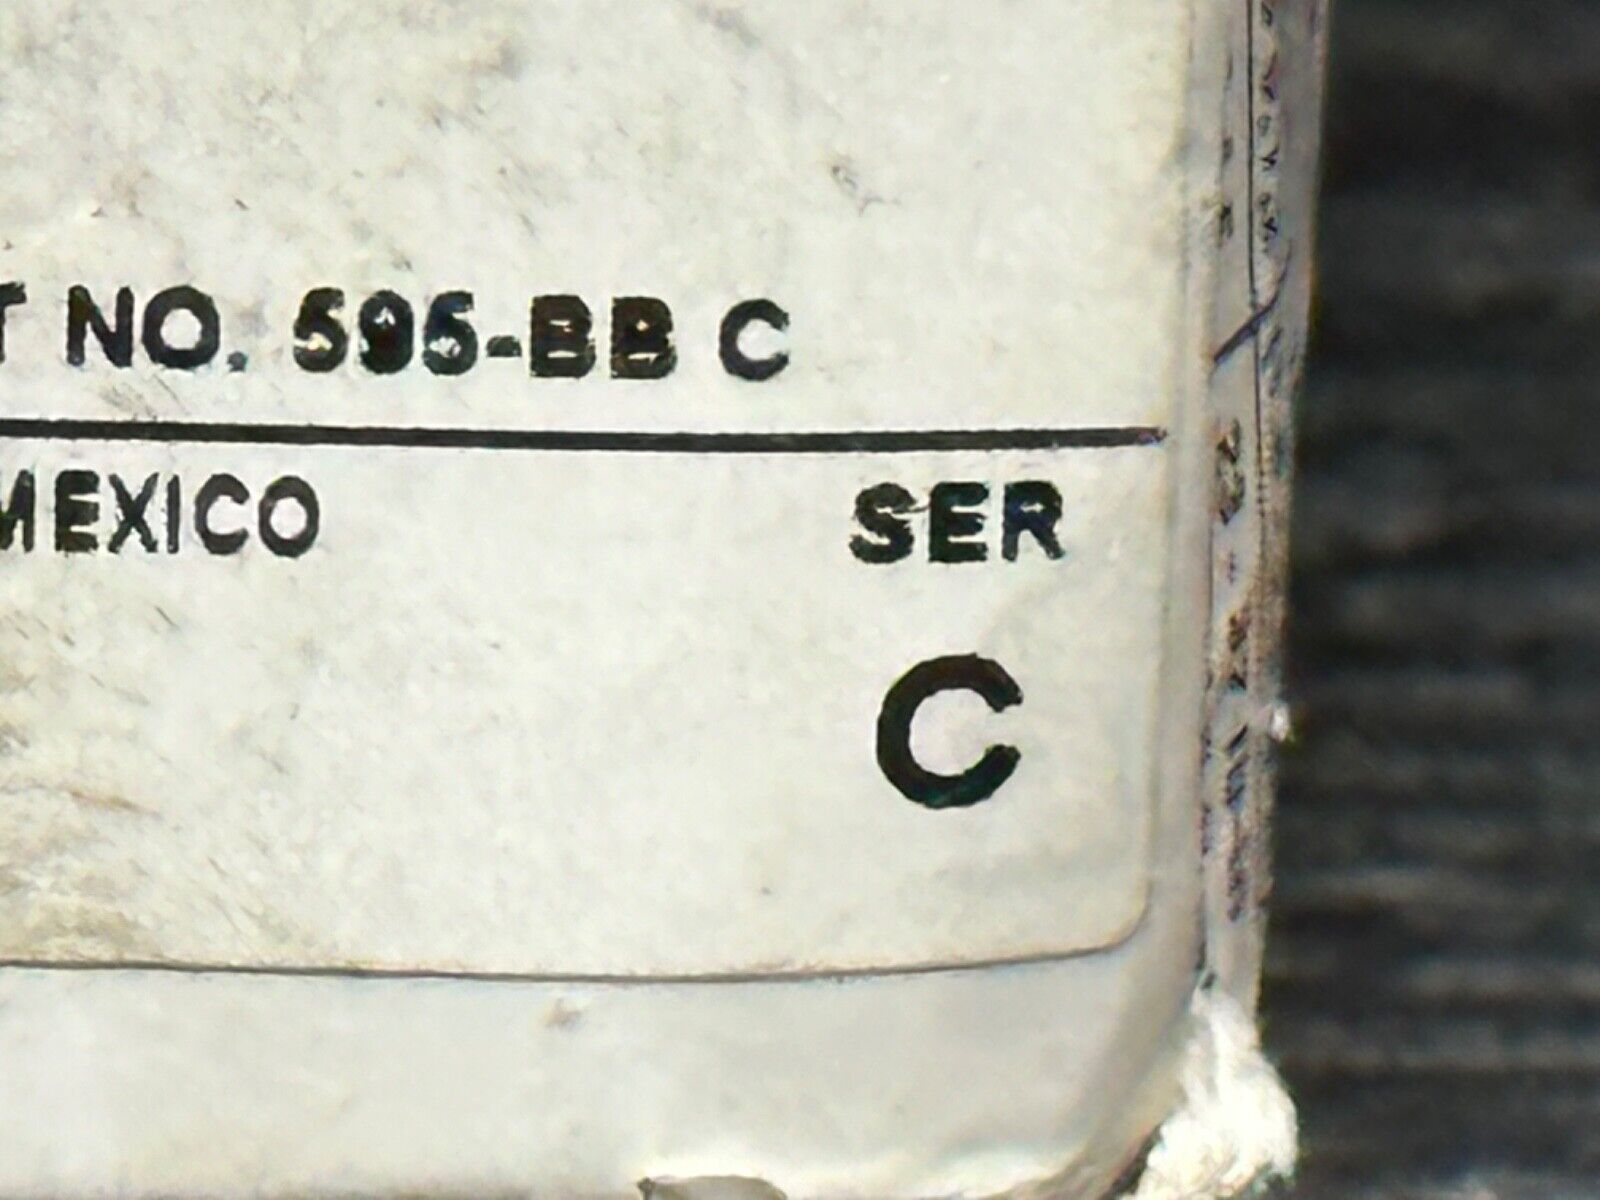 T NO. 595-BB C
MEXICO SER
C